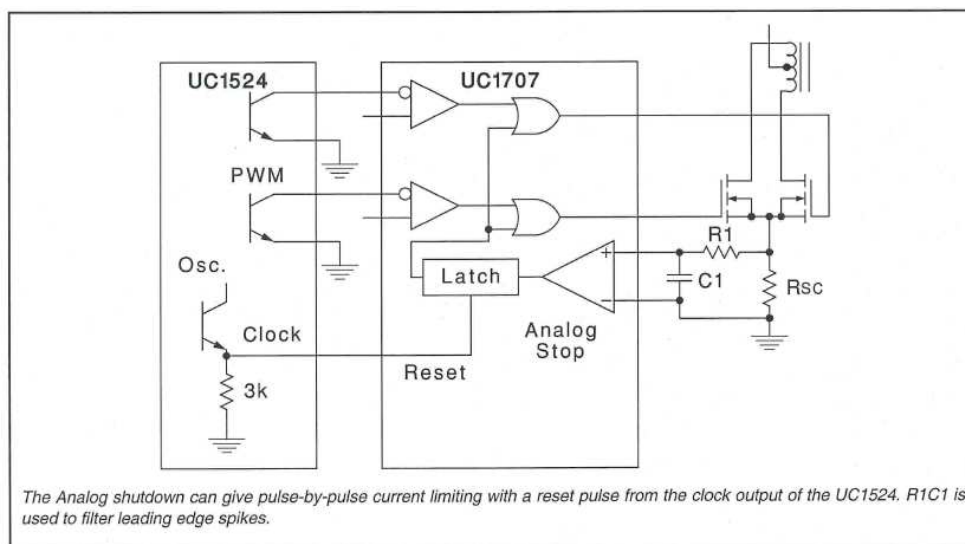 UC1524
UC1707
PWM
Osc.
Clock
3k
Reset
Latch
+
−
Analog
Stop
R1
C1
Rsc
The Analog shutdown can give pulse-by-pulse current limiting with a reset pulse from the clock output of the UC1524. R1C1 is
used to filter leading edge spikes.